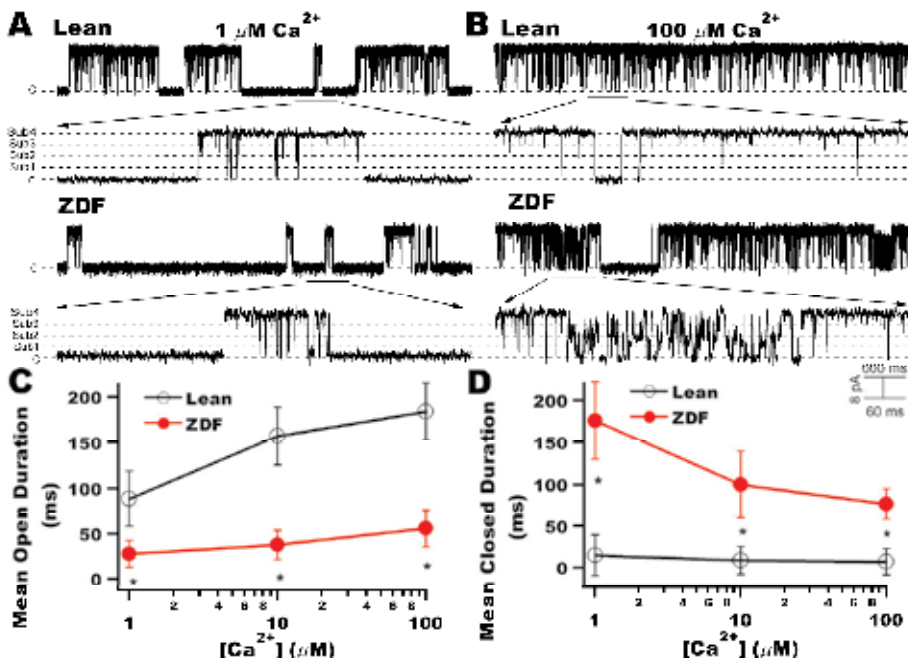 A Lean 1 μM Ca2+
B Lean 100 μM Ca2+
C
Sub4
Sub3
Sub2
Sub1
ZDF
ZDF
C
C
Sub4
Sub3
Sub2
Sub1
C
600 ms
8 pA
60 ms
C
Mean Open Duration
(ms)
200
150
100
50
0
Lean
ZDF
*
*
*
1
2
4
6
8
10
2
4
6
8
100
[Ca2+] (μM)
D
Mean Closed Duration
(ms)
200
150
100
50
0
Lean
ZDF
*
*
*
1
2
4
6
8
10
2
4
6
8
100
[Ca2+] (μM)